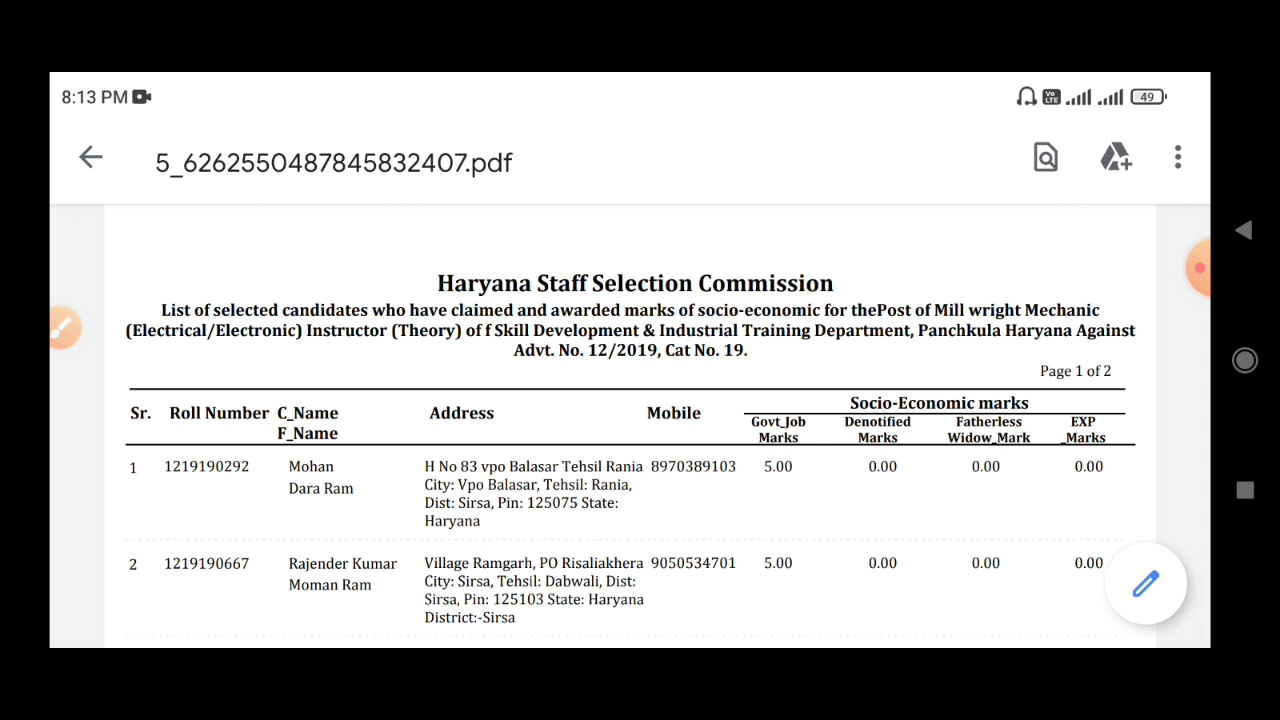 8:13 PM
Vo LTE 49
5_6262550487845832407.pdf
Haryana Staff Selection Commission
List of selected candidates who have claimed and awarded marks of socio-economic for thePost of Mill wright Mechanic
(Electrical/Electronic) Instructor (Theory) of f Skill Development & Industrial Training Department, Panchkula Haryana Against
Advt. No. 12/2019, Cat No. 19.
Page 1 of 2
Socio-Economic marks
Sr. Roll Number C_Name Address Mobile
F_Name
Govt_Job Denotified Fatherless EXP
Marks Marks Widow_Mark _Marks
1 1219190292 Mohan H No 83 vpo Balasar Tehsil Rania 8970389103 5.00 0.00 0.00 0.00
Dara Ram City: Vpo Balasar, Tehsil: Rania,
Dist: Sirsa, Pin: 125075 State:
Haryana
2 1219190667 Rajender Kumar Village Ramgarh, PO Risaliakhera 9050534701 5.00 0.00 0.00 0.00
Moman Ram City: Sirsa, Tehsil: Dabwali, Dist:
Sirsa, Pin: 125103 State: Haryana
District:-Sirsa